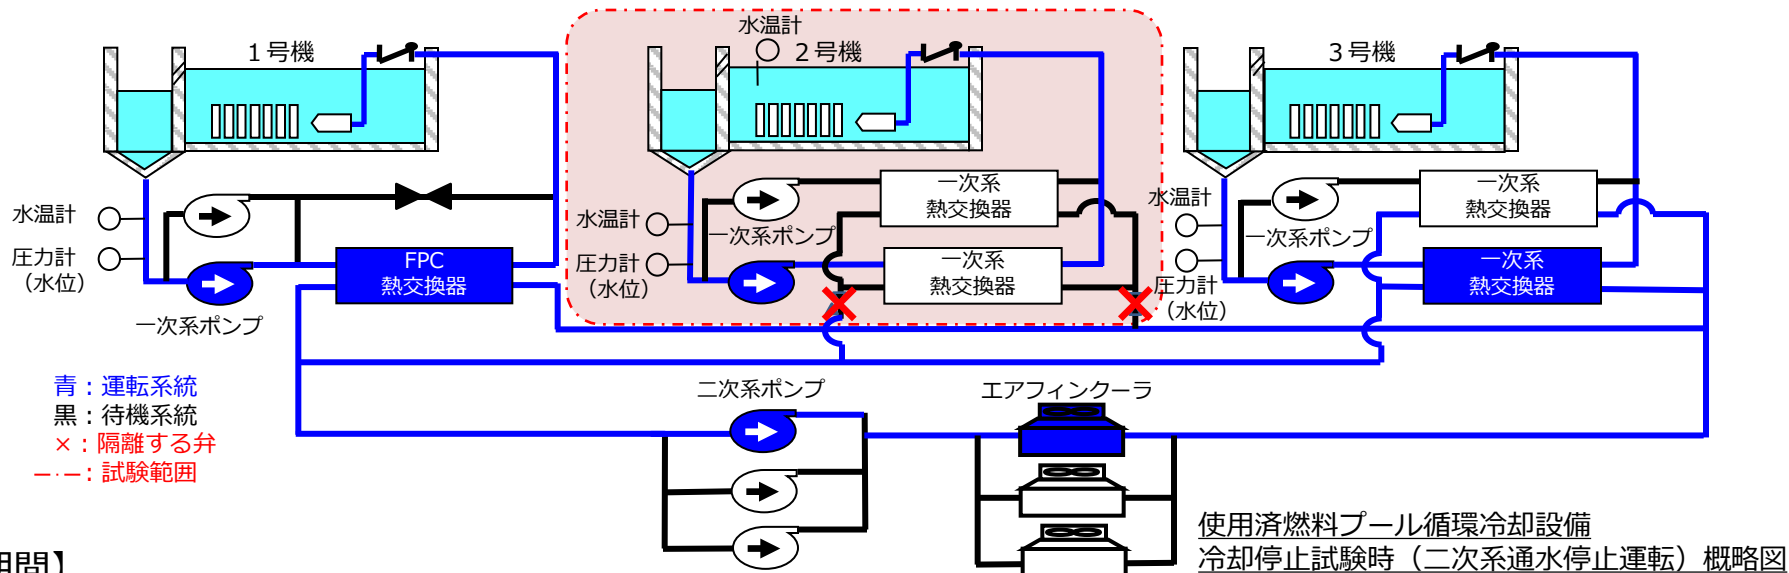 水温計
1号機
2号機
3号機
水温計
圧力計
(水位)
一次系ポンプ
FPC
熱交換器
水温計
圧力計
(水位)
一次系ポンプ
一次系
熱交換器
一次系
熱交換器
水温計
圧力計
(水位)
一次系ポンプ
一次系
熱交換器
一次系
熱交換器
青:運転系統
黒:待機系統
×:隔離する弁
-・-:試験範囲
二次系ポンプ
エアフィンクーラ
使用済燃料プール循環冷却設備
冷却停止試験時(二次系通水停止運転)概略図